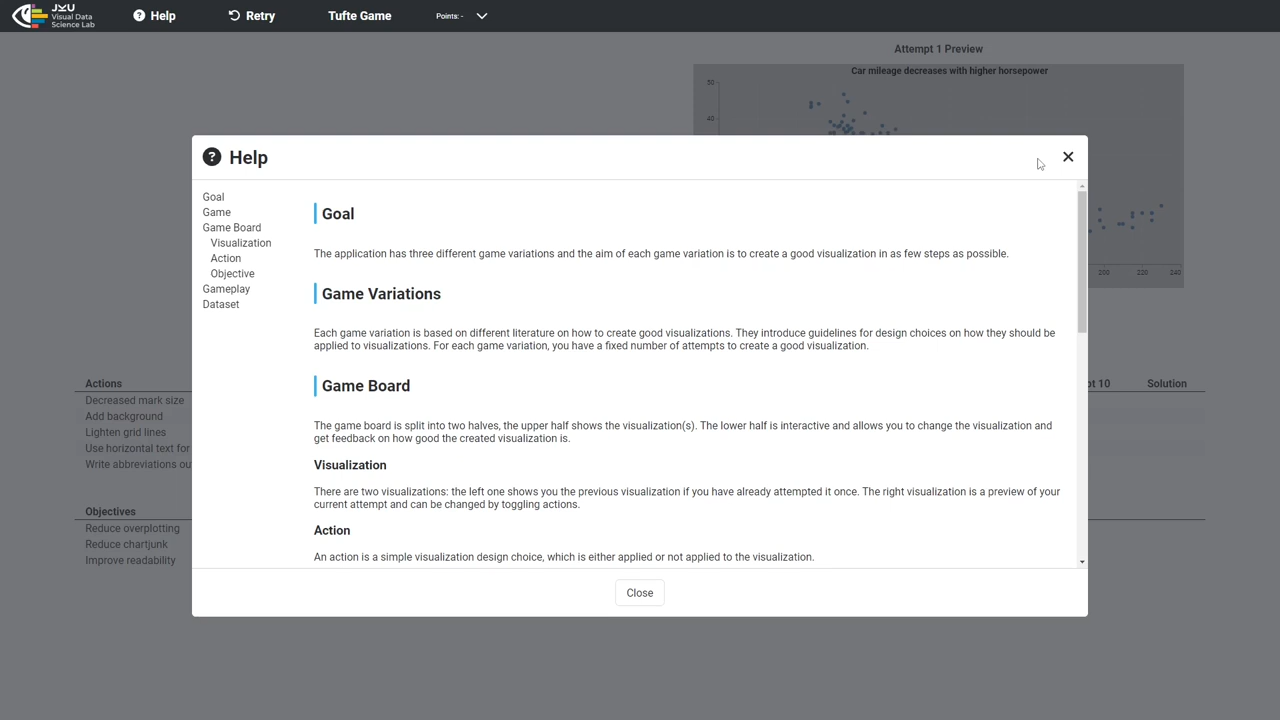 JKU
Visual Data
Science Lab
Help
Retry
Tufte Game
Points: -
Attempt 1 Preview
Car mileage decreases with higher horsepower
50
40
200
220
240
Help
Goal
Game
Game Board
Visualization
Action
Objective
Gameplay
Dataset
Goal
The application has three different game variations and the aim of each game variation is to create a good visualization in as few steps as possible.
Game Variations
Each game variation is based on different literature on how to create good visualizations. They introduce guidelines for design choices on how they should be
applied to visualizations. For each game variation, you have a fixed number of attempts to create a good visualization.
Game Board
The game board is split into two halves, the upper half shows the visualization(s). The lower half is interactive and allows you to change the visualization and
get feedback on how good the created visualization is.
Visualization
There are two visualizations: the left one shows you the previous visualization if you have already attempted it once. The right visualization is a preview of your
current attempt and can be changed by toggling actions.
Action
An action is a simple visualization design choice, which is either applied or not applied to the visualization.
Close
Actions
Decreased mark size
Add background
Lighten grid lines
Use horizontal text for
Write abbreviations ou
10
Solution
Objectives
Reduce overplotting
Reduce chartjunk
Improve readability